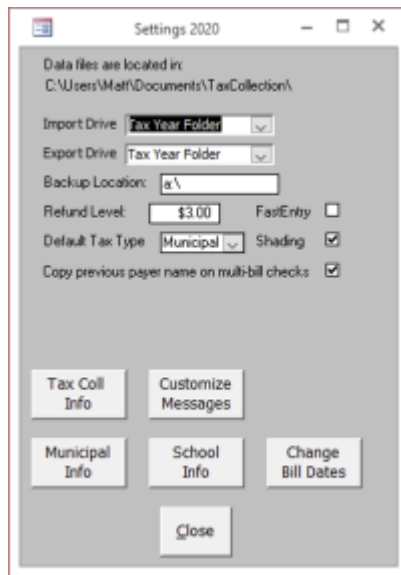 Settings 2020
Data files are located in:
C:\Users\Matt\Documents\TaxCollection\
Import Drive Tax Year Folder
Export Drive Tax Year Folder
Backup Location: a:\
Refund Level: $3.00 FastEntry
Default Tax Type Municipal Shading
Copy previous payer name on multi-bill checks
Tax Coll
Info
Customize
Messages
Municipal
Info
School
Info
Change
Bill Dates
Close